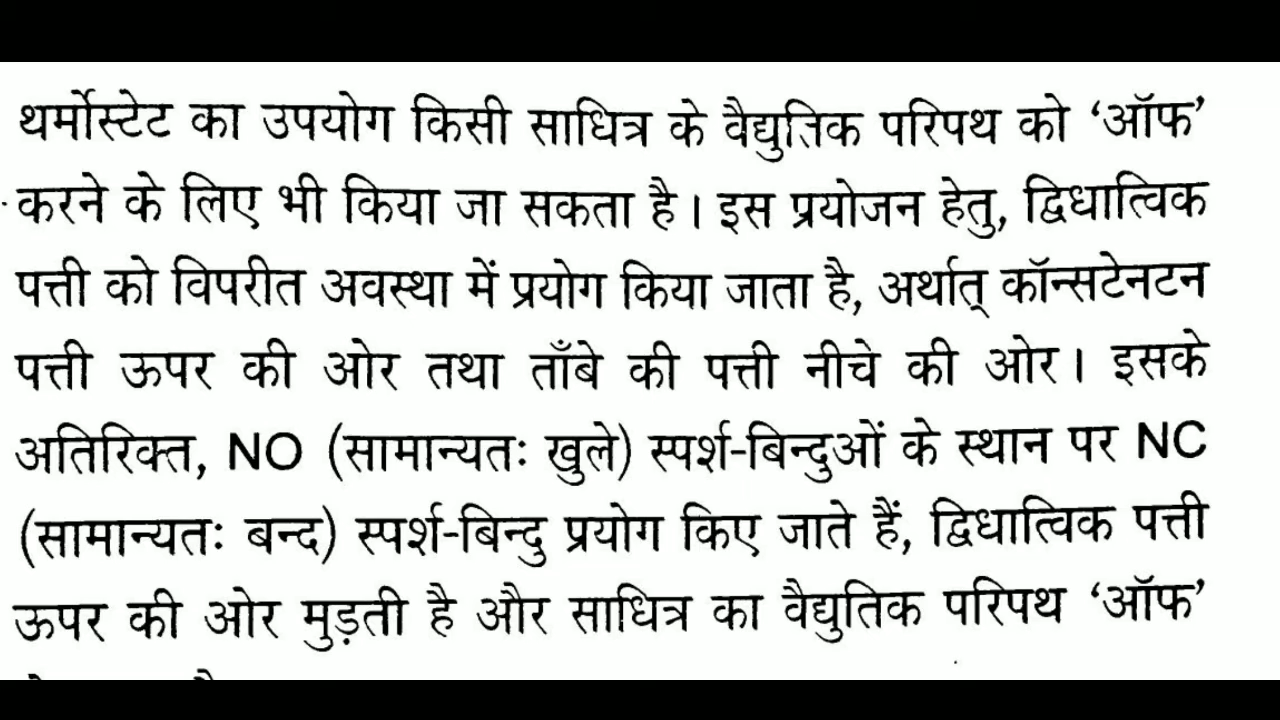 थर्मोस्टेट का उपयोग किसी साधित्र के वैद्युतिक परिपथ को ‘ऑफ’
करने के लिए भी किया जा सकता है। इस प्रयोजन हेतु, द्विधात्विक
पत्ती को विपरीत अवस्था में प्रयोग किया जाता है, अर्थात् कॉन्सटेनटन
पत्ती ऊपर की ओर तथा ताँबे की पत्ती नीचे की ओर। इसके
अतिरिक्त, NO (सामान्यतः खुले) स्पर्श-बिन्दुओं के स्थान पर NC
(सामान्यतः बन्द) स्पर्श-बिन्दु प्रयोग किए जाते हैं, द्विधात्विक पत्ती
ऊपर की ओर मुड़ती है और साधित्र का वैद्युतिक परिपथ ‘ऑफ’